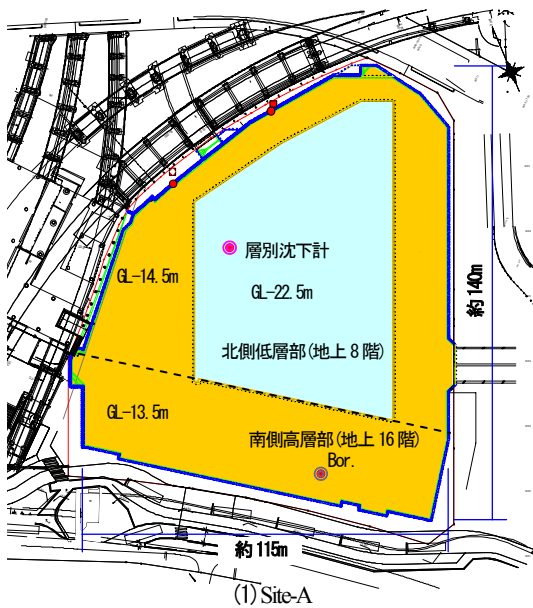 層別沈下計
GL-14.5m
GL-22.5m
約140m
北側低層部(地上8階)
GL-13.5m
南側高層部(地上16階)
Bor.
約115m
(1) Site-A